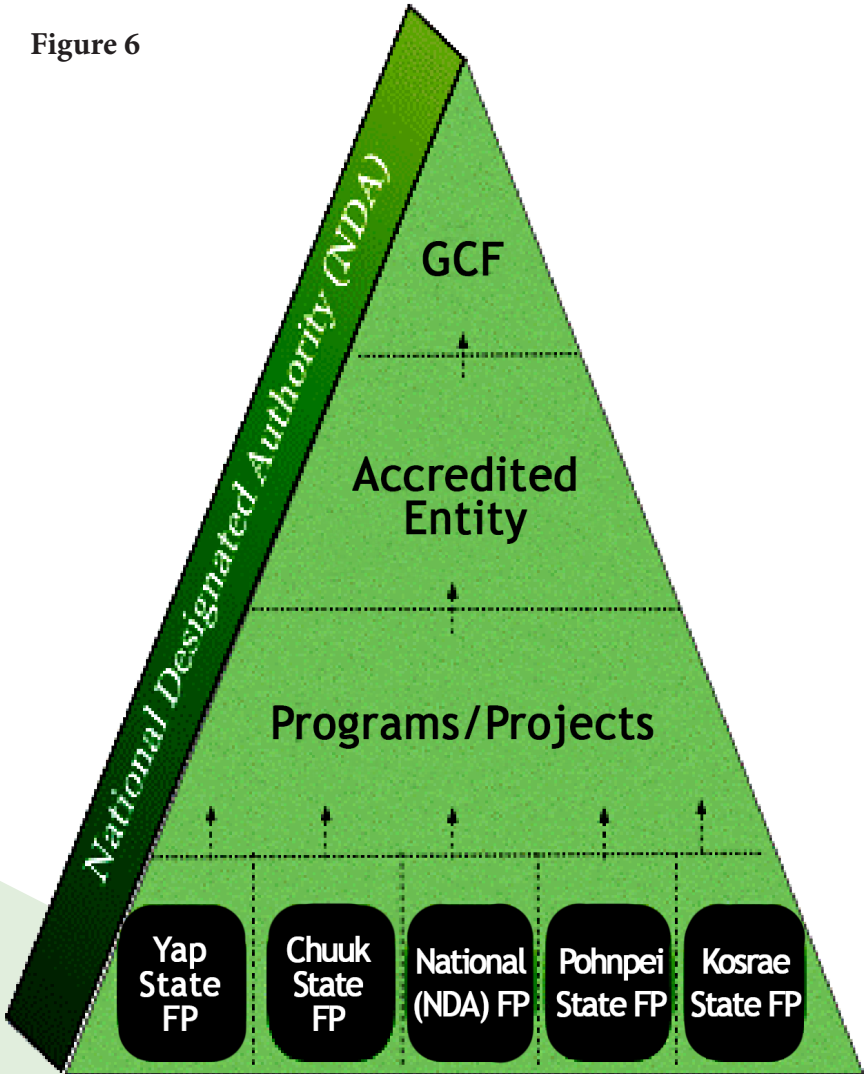 Figure 6
National Designated Authority (NDA)
GCF
Accredited
Entity
Programs/Projects
Yap
State
FP
Chuuk
State
FP
National
(NDA) FP
Pohnpei
State FP
Kosrae
State FP